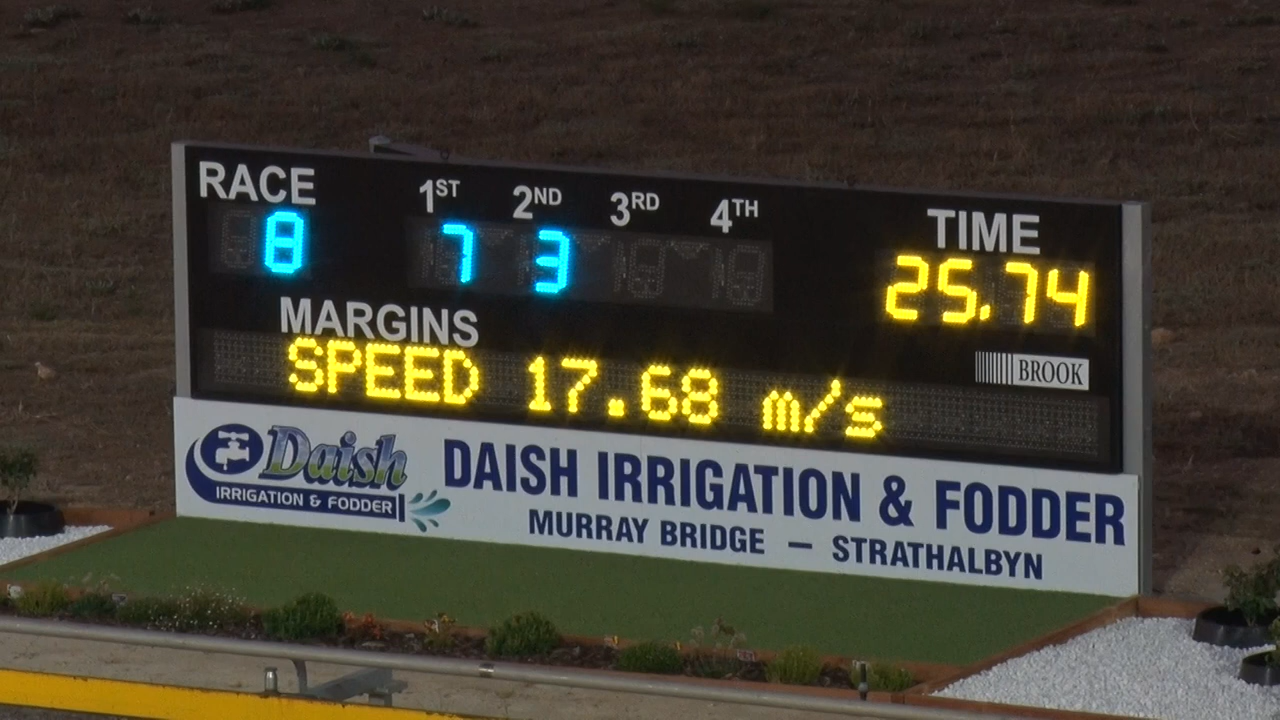 RACE 1ST 2ND 3RD 4TH TIME
8 7 3 25.74
MARGINS
SPEED 17.68 m/s
BROOK
Daish
IRRIGATION & FODDER
DAISH IRRIGATION & FODDER
MURRAY BRIDGE — STRATHALBYN